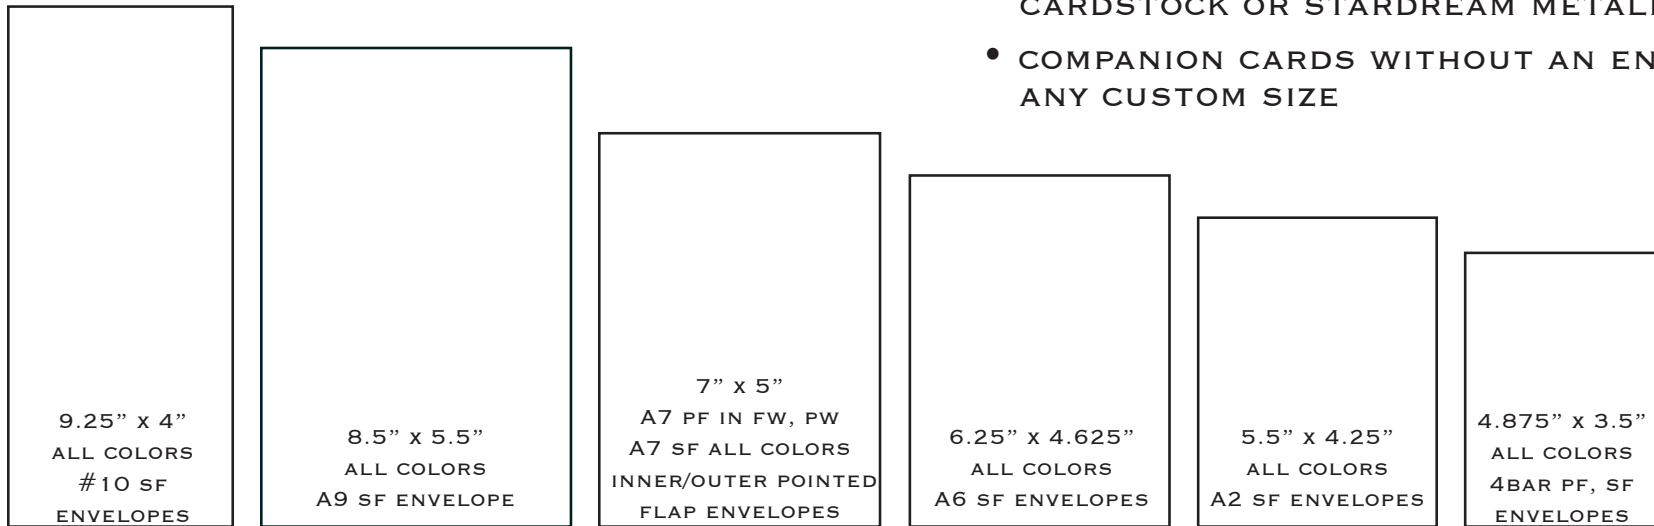 CARDSTOCK OR STARDREAM
• COMPANION CARDS WITHOUT AN
ANY CUSTOM SIZE
9.25” X 4”
ALL COLORS
#10 SF
ENVELOPES
8.5” X 5.5”
ALL COLORS
A9 SF ENVELOPE
7” X 5”
A7 PF IN FW, PW
A7 SF ALL COLORS
INNER/OUTER POINTED
FLAP ENVELOPES
6.25” X 4.625”
ALL COLORS
A6 SF ENVELOPES
5.5” X 4.25”
ALL COLORS
A2 SF ENVELOPES
4.875” X 3.5”
ALL COLORS
4BAR PF, SF
ENVELOPES